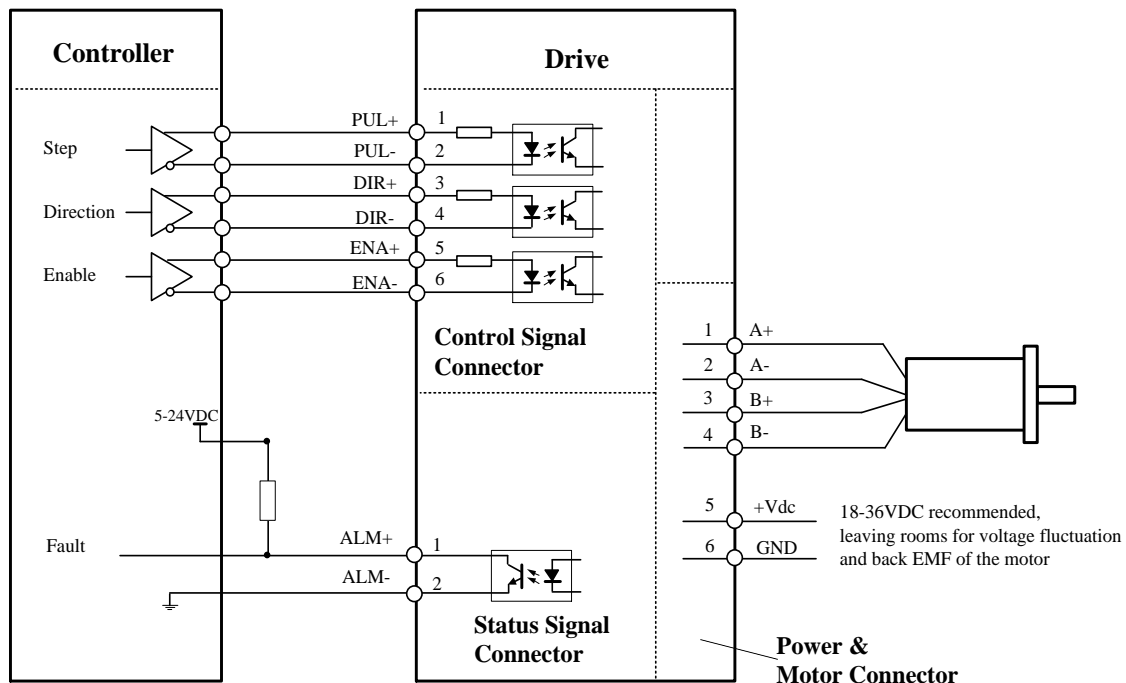 Controller
Drive
Step
PUL+
1
PUL-
2
Direction
DIR+
3
DIR-
4
Enable
ENA+
5
ENA-
6
Control Signal
Connector
1
A+
2
A-
3
B+
4
B-
5-24VDC
5
+Vdc
6
GND
18-36VDC recommended,
leaving rooms for voltage fluctuation
and back EMF of the motor
Fault
ALM+
1
ALM-
2
Status Signal
Connector
Power &
Motor Connector